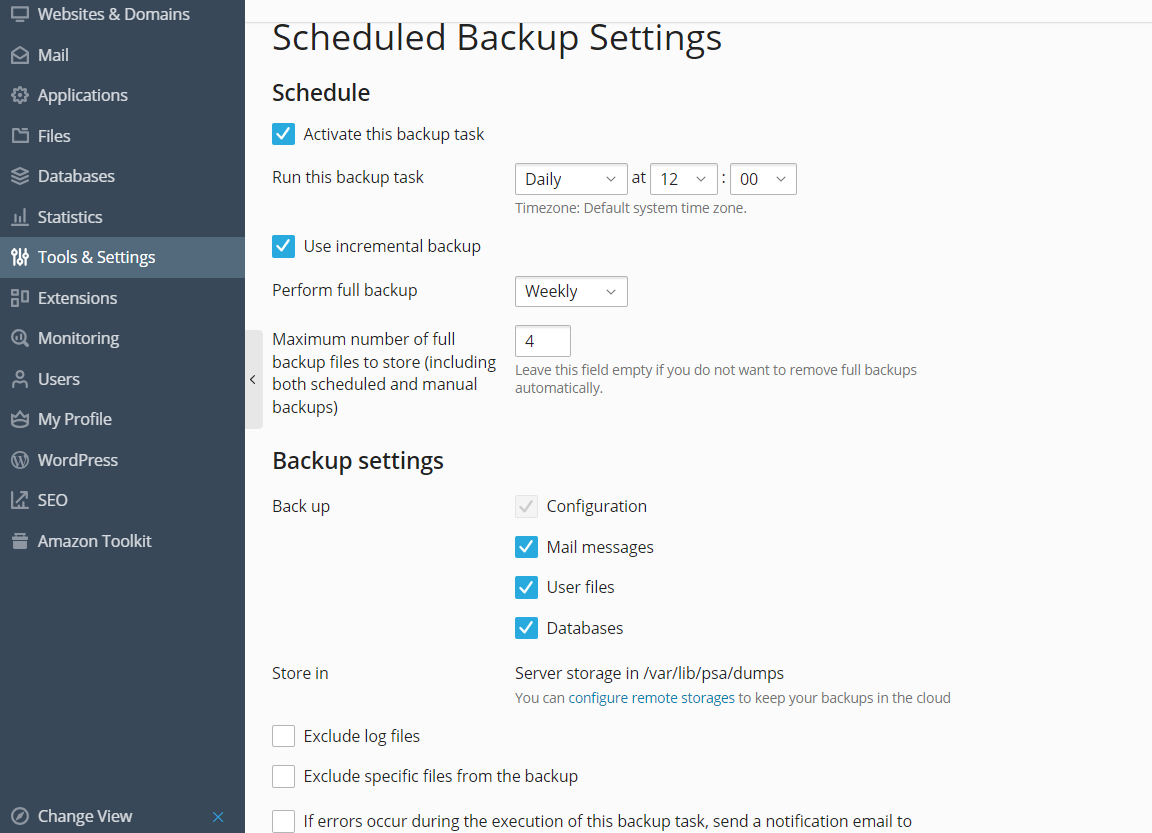 Websites & Domains
Mail
Applications
Files
Databases
Statistics
Tools & Settings
Extensions
Monitoring
Users
My Profile
WordPress
SEO
Amazon Toolkit
Change View
Scheduled Backup Settings
Schedule
Activate this backup task
Run this backup task Daily at 12 : 00
Timezone: Default system time zone.
Use incremental backup
Perform full backup Weekly
Maximum number of full
backup files to store (including
both scheduled and manual
backups)
4
Leave this field empty if you do not want to remove full backups
automatically.
Backup settings
Back up Configuration
Mail messages
User files
Databases
Store in Server storage in /var/lib/psa/dumps
You can configure remote storages to keep your backups in the cloud
Exclude log files
Exclude specific files from the backup
If errors occur during the execution of this backup task, send a notification email to